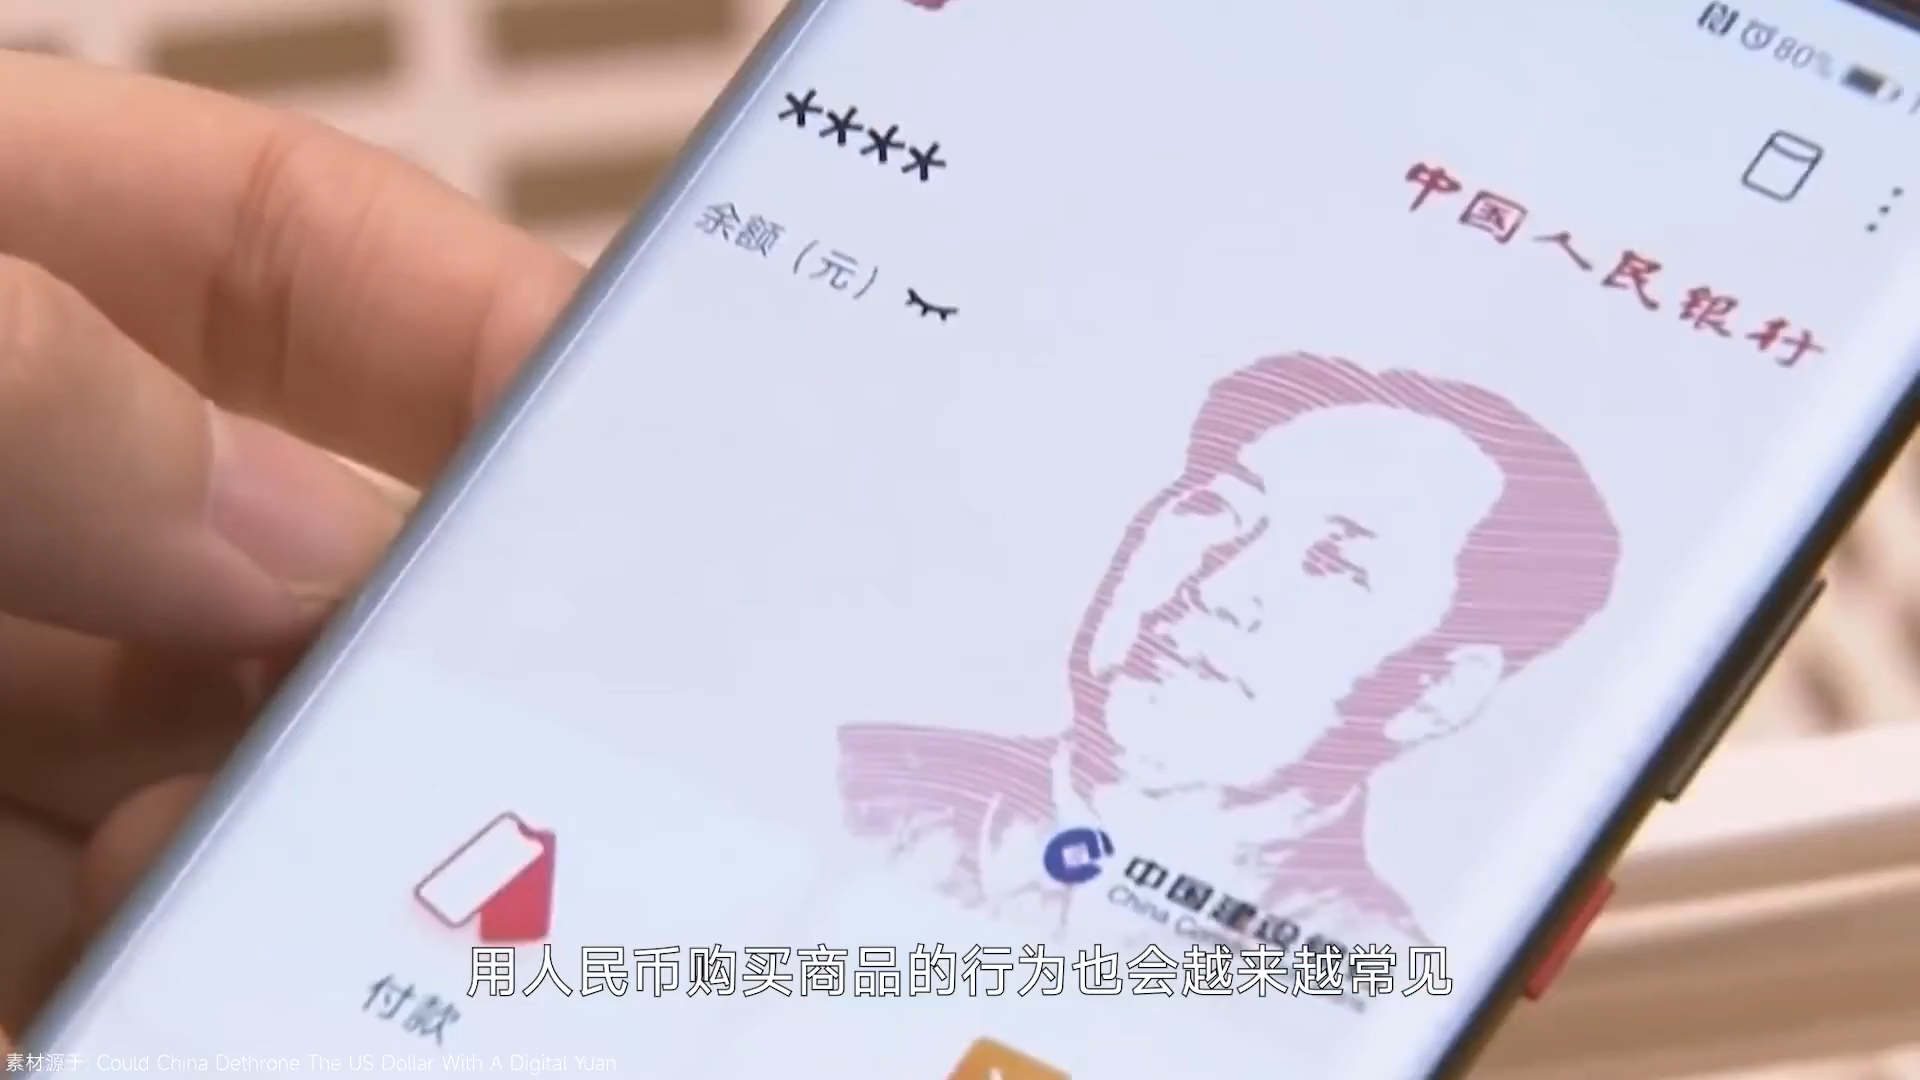 80%
****
中国人民银行
余额（元）
中国建设
China
付款
用人民币购买商品的行为也会越来越常见
素材源于: Could China Dethrone The US Dollar With A Digital Yuan